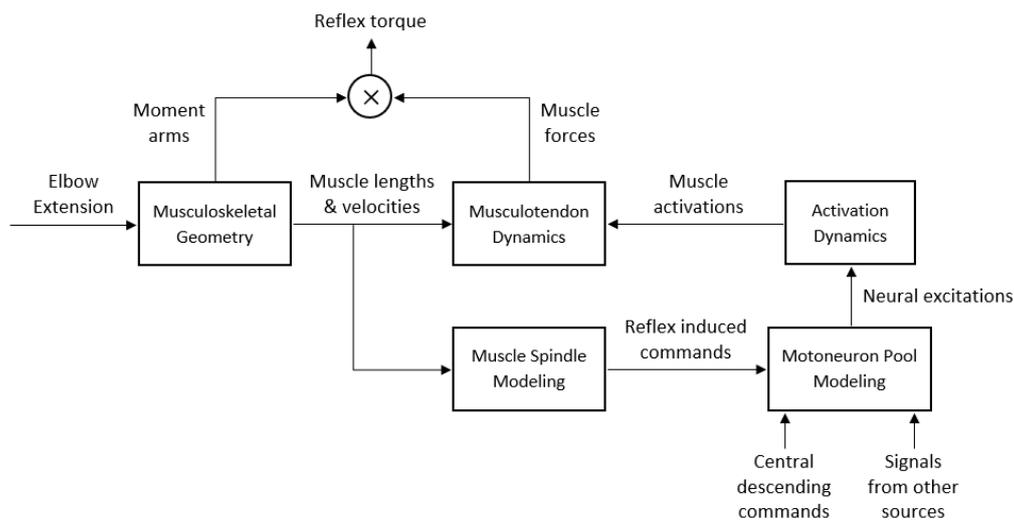 Reflex torque
Moment
arms
Muscle
forces
Elbow
Extension
Musculoskeletal
Geometry
Muscle lengths
& velocities
Musculotendon
Dynamics
Muscle
activations
Activation
Dynamics
Neural excitations
Muscle Spindle
Modeling
Reflex induced
commands
Motoneuron Pool
Modeling
Central
descending
commands
Signals
from other
sources